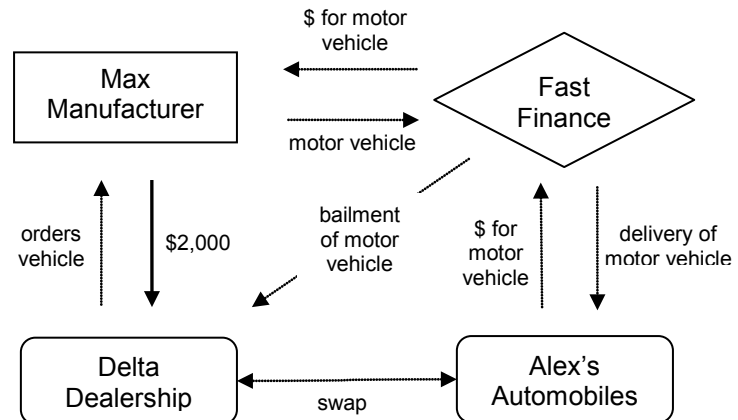 $ for motor
vehicle
Max
Manufacturer
Fast
Finance
motor vehicle
orders
vehicle
$2,000
bailment
of motor
vehicle
$ for
motor
vehicle
delivery of
motor vehicle
Delta
Dealership
swap
Alex's
Automobiles